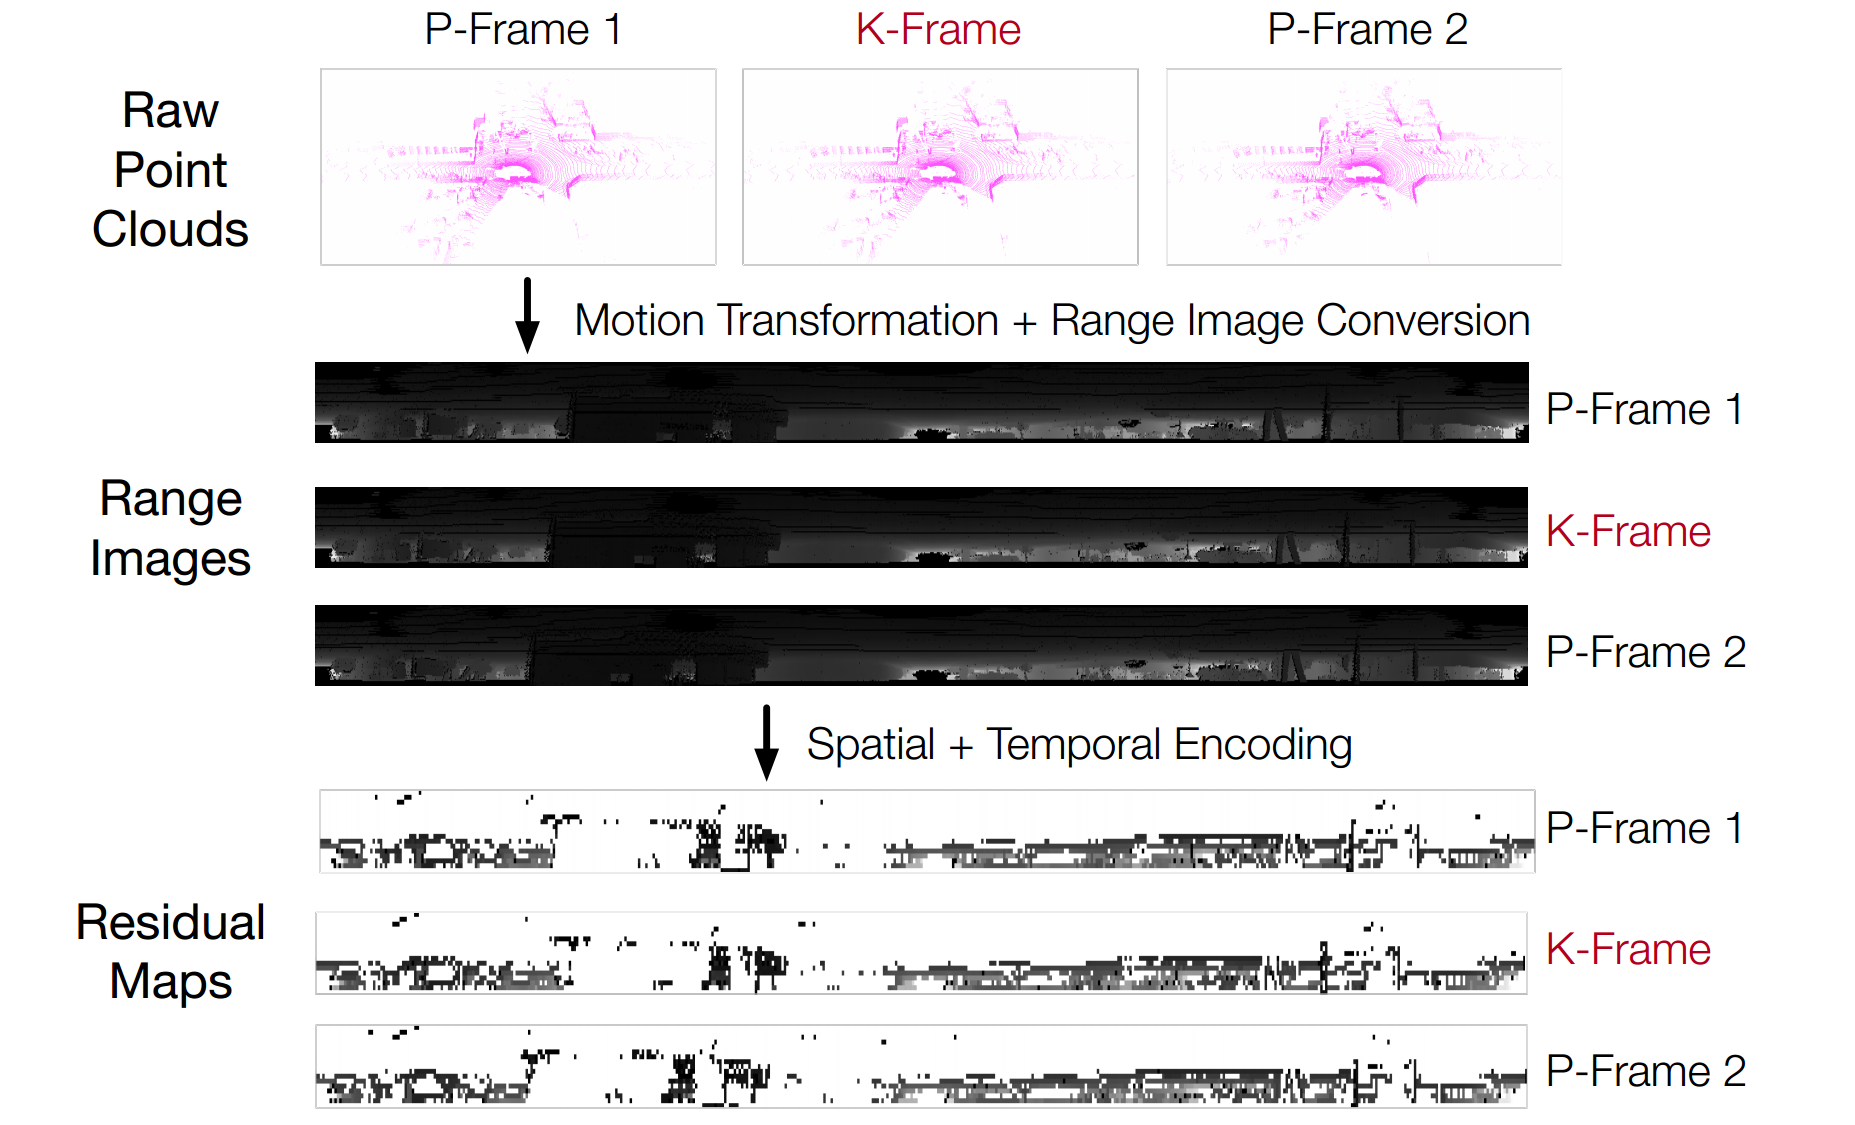 P-Frame 1
K-Frame
P-Frame 2
Raw
Point
Clouds
Motion Transformation + Range Image Conversion
P-Frame 1
Range
Images
K-Frame
P-Frame 2
Spatial + Temporal Encoding
P-Frame 1
Residual
Maps
K-Frame
P-Frame 2